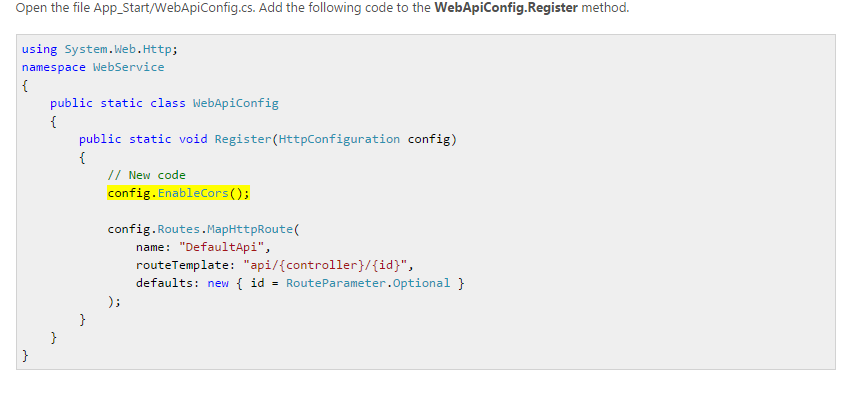 Open the file App_Start/WebApiConfig.cs. Add the following code to the WebApiConfig.Register method.
using System.Web.Http;
namespace WebService
{
    public static class WebApiConfig
    {
        public static void Register(HttpConfiguration config)
        {
            // New code
            config.EnableCors();

            config.Routes.MapHttpRoute(
                name: "DefaultApi",
                routeTemplate: "api/{controller}/{id}",
                defaults: new { id = RouteParameter.Optional }
            );
        }
    }
}